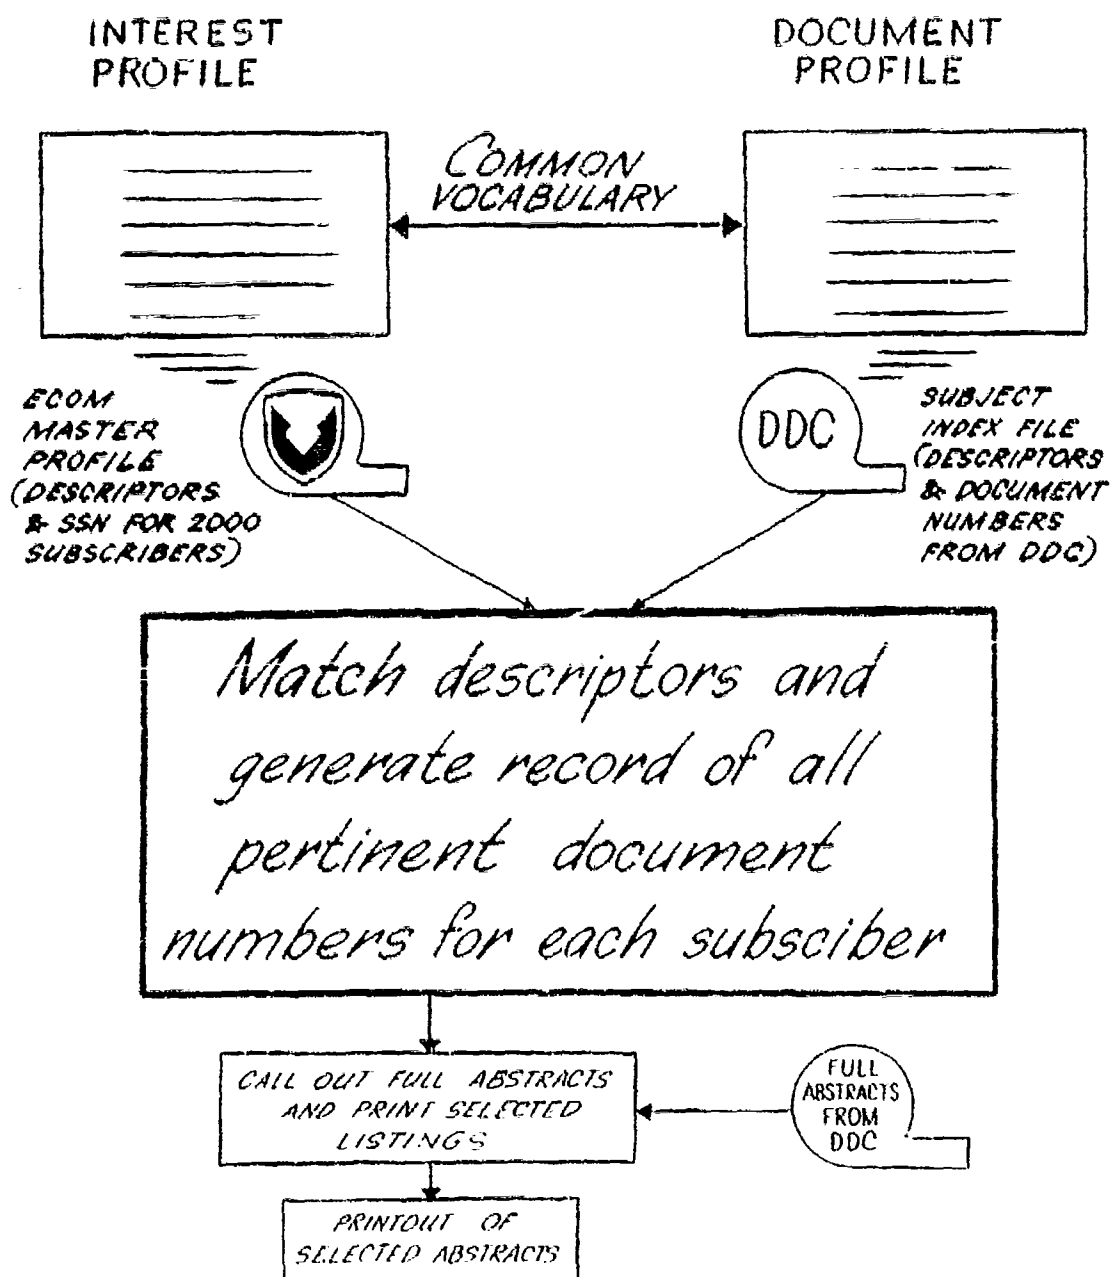 INTEREST
PROFILE
DOCUMENT
PROFILE
COMMON
VOCABULARY
ECOM
MASTER
PROFILE
(DESCRIPTORS
& SSN FOR 2000
SUBSCRIBERS)
DDC
SUBJECT
INDEX FILE
(DESCRIPTORS
& DOCUMENT
NUMBERS
FROM DDC)
Match descriptors and
generate record of all
pertinent document
numbers for each subsciber
CALL OUT FULL ABSTRACTS
AND PRINT SELECTED
LISTINGS
FULL
ABSTRACTS
FROM
DDC
PRINTOUT OF
SELECTED ABSTRACTS